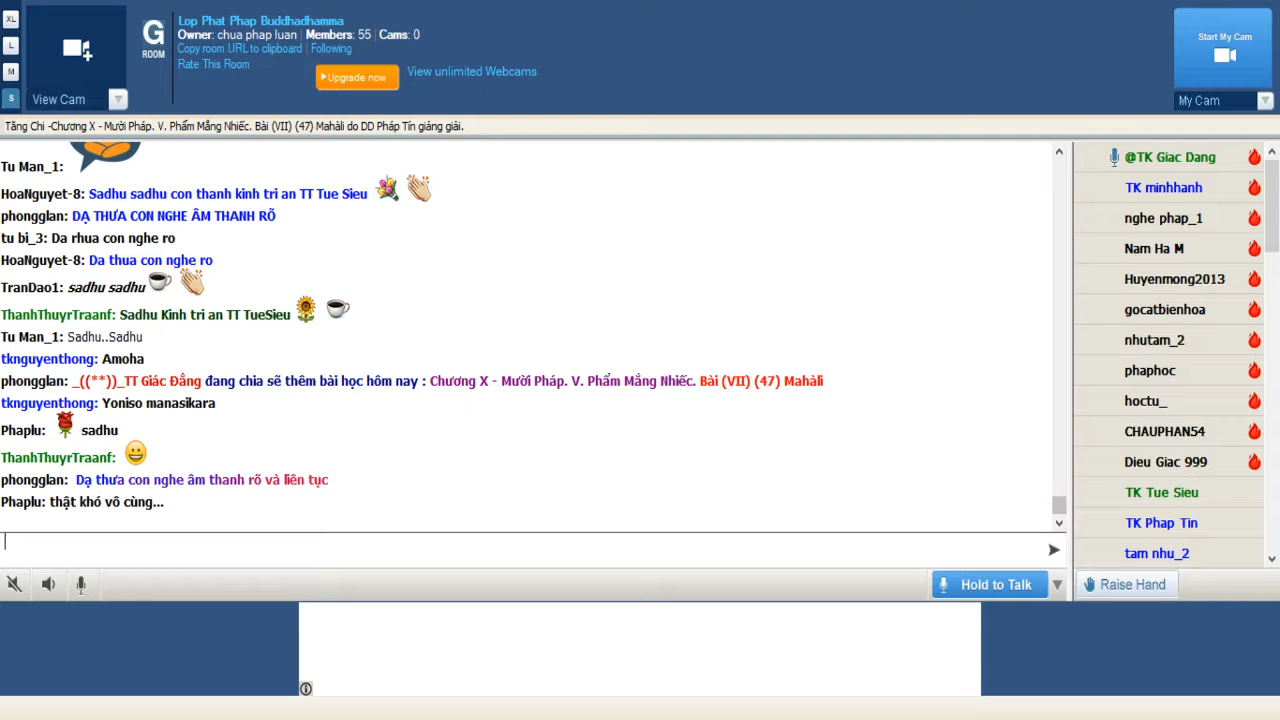 XL
L
M
S
View Cam
G
ROOM
Lop Phat Phap Buddhadhamma
Owner: chua phap luan | Members: 55 | Cams: 0
Copy room URL to clipboard | Following
Rate This Room
Upgrade now
View unlimited Webcams
Start My Cam
My Cam
Tăng Chi -Chương X - Mười Pháp. V. Phẩm Mắng Nhiếc. Bài (VII) (47) Mahàli do DD Pháp Tín giảng giải.
Tu Man_1:
HoaNguyet-8: Sadhu sadhu con thanh kinh tri an TT Tue Sieu
phongglan: DẠ THƯA CON NGHE ÂM THANH RÕ
tu bi_3: Da rhua con nghe ro
HoaNguyet-8: Da thua con nghe ro
TranDao1: sadhu sadhu
ThanhThuyrTraanf: Sadhu Kinh tri an TT TueSieu
Tu Man_1: Sadhu..Sadhu
tknguyenthong: Amoha
phongglan: _((**))_TT Giác Đẳng đang chia sẽ thêm bài học hôm nay : Chương X - Mười Pháp. V. Phẩm Mắng Nhiếc. Bài (VII) (47) Mahàli
tknguyenthong: Yoniso manasikara
Phaplu: sadhu
ThanhThuyrTraanf:
phongglan: Dạ thưa con nghe âm thanh rõ và liên tục
Phaplu: thật khó vô cùng...
@TK Giac Dang
TK minhhanh
nghe phap_1
Nam Ha M
Huyenmong2013
gocatbienhoa
nhutam_2
phaphoc
hoctu_
CHAUPHAN54
Dieu Giac 999
TK Tue Sieu
TK Phap Tin
tam nhu_2
Hold to Talk
Raise Hand